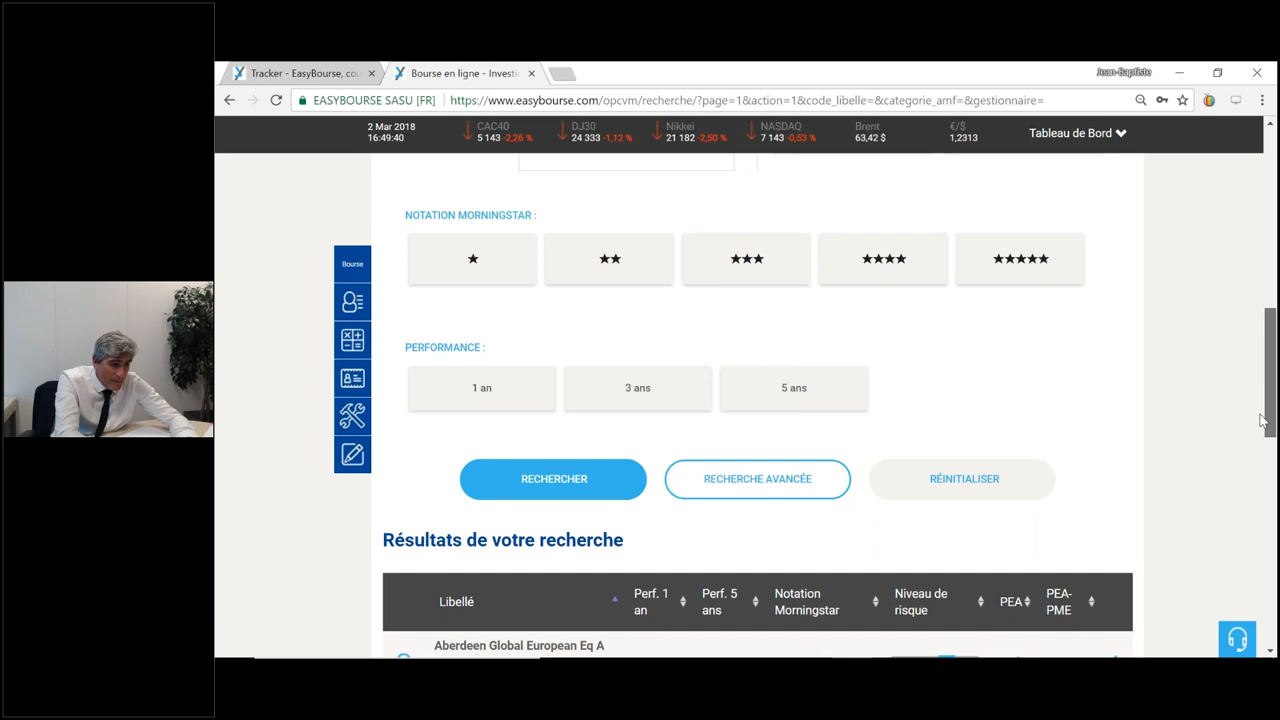 Tracker - EasyBourse, cou
Bourse en ligne - Investi
Jean-Baptiste
EASYBOURSE SASU [FR]
https://www.easybourse.com/opcvm/recherche/?page=1&action=1&code_libelle=&categorie_amf=&gestionnaire=
2 Mar 2018
16:49:40
CAC40
5 143 -2,26 %
DJ30
24 333 -1,12 %
Nikkei
21 182 -2,50 %
NASDAQ
7 143 -0,53 %
Brent
63,42 $
€/$
1,2313
Tableau de Bord
Bourse
NOTATION MORNINGSTAR :
★
★★
★★★
★★★★
★★★★★
PERFORMANCE :
1 an
3 ans
5 ans
RECHERCHER
RECHERCHE AVANCÉE
RÉINITIALISER
Résultats de votre recherche
Libellé
Perf. 1
an
Perf. 5
ans
Notation
Morningstar
Niveau de
risque
PEA
PEA-
PME
Aberdeen Global European Eq A